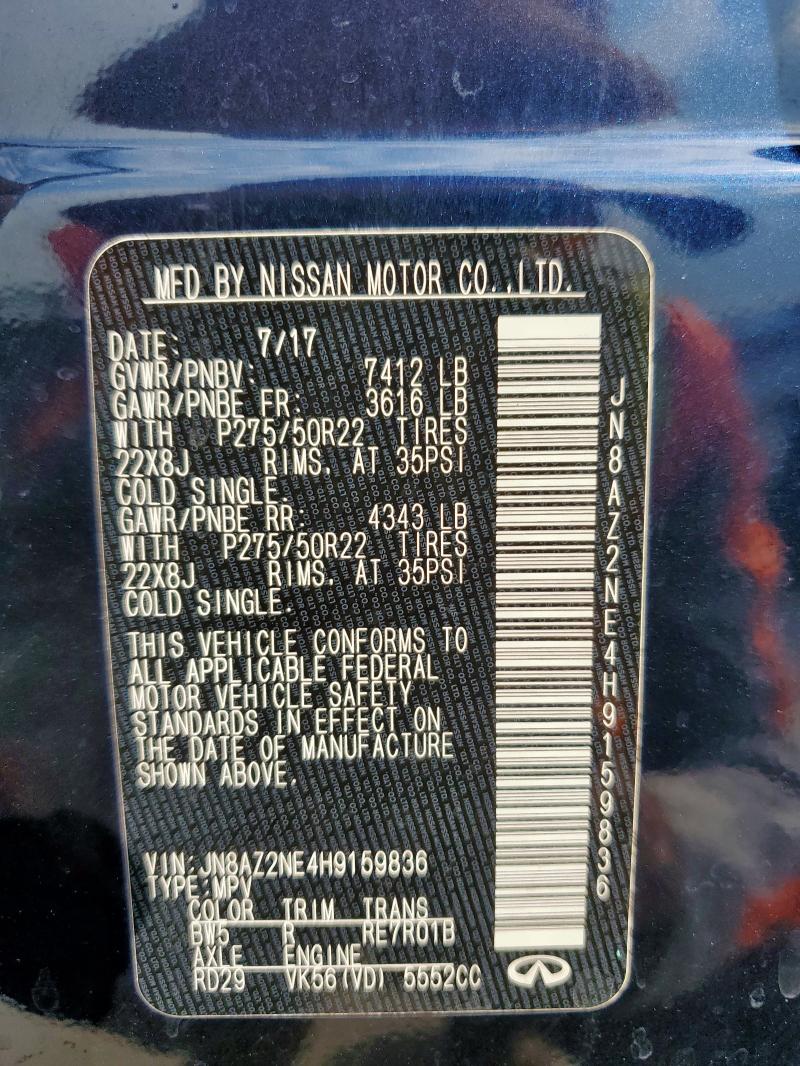 MFD BY NISSAN MOTOR CO.,LTD.
DATE: 7/17
GVWR/PNBV: 7412 LB
GAWR/PNBE FR: 3616 LB
WITH P275/50R22 TIRES
22X8J RIMS, AT 35PSI
COLD SINGLE.
GAWR/PNBE RR: 4343 LB
WITH P275/50R22 TIRES
22X8J RIMS, AT 35PSI
COLD SINGLE.
THIS VEHICLE CONFORMS TO
ALL APPLICABLE FEDERAL
MOTOR VEHICLE SAFETY
STANDARDS IN EFFECT ON
THE DATE OF MANUFACTURE
SHOWN ABOVE.
VIN:JN8AZ2NE4H9159836
TYPE:MPV
COLOR TRIM TRANS
BW5 R RE7R01B
AXLE ENGINE
RD29 VK56(VD) 5552CC
JN8AZ2NE4H9159836